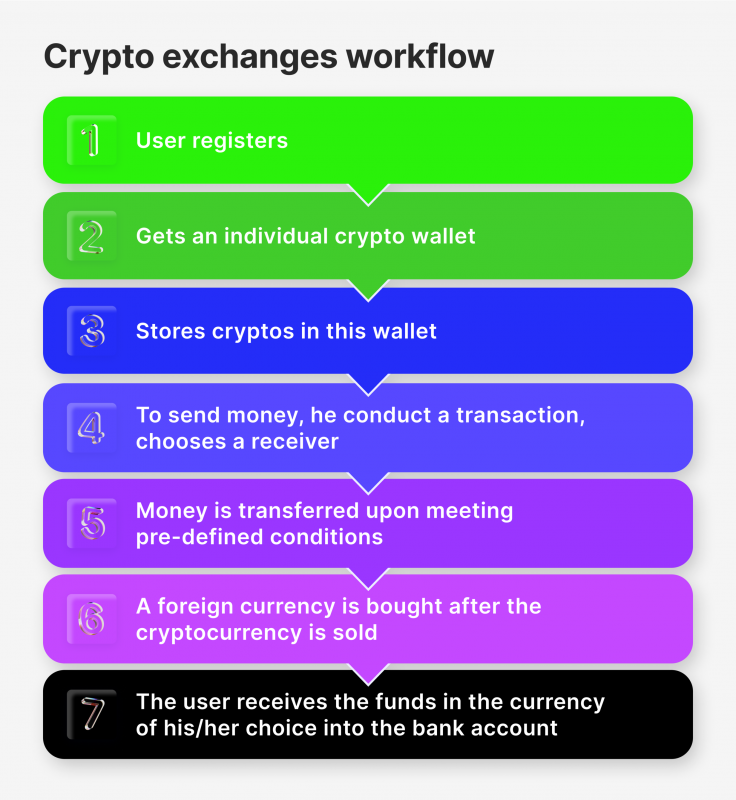 Crypto exchanges workflow
1
User registers
2
Gets an individual crypto wallet
3
Stores cryptos in this wallet
4
To send money, he conduct a transaction,
chooses a receiver
5
Money is transferred upon meeting
pre-defined conditions
6
A foreign currency is bought after the
cryptocurrency is sold
7
The user receives the funds in the currency
of his/her choice into the bank account